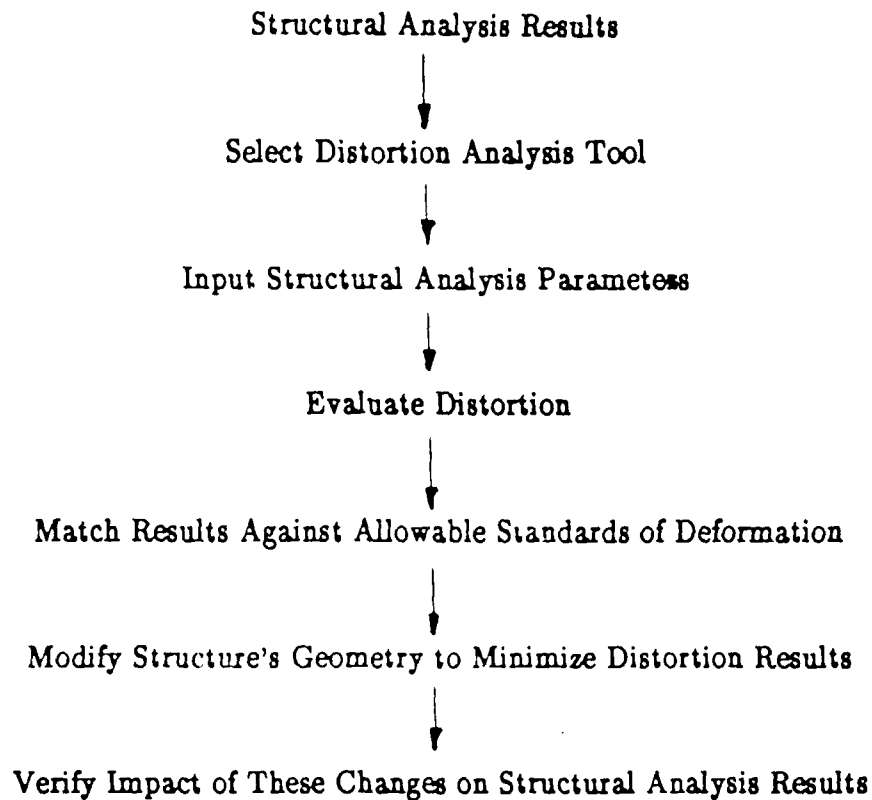 Structural Analysis Results
Select Distortion Analysis Tool
Input Structural Analysis Parameters
Evaluate Distortion
Match Results Against Allowable Standards of Deformation
Modify Structure's Geometry to Minimize Distortion Results
Verify Impact of These Changes on Structural Analysis Results